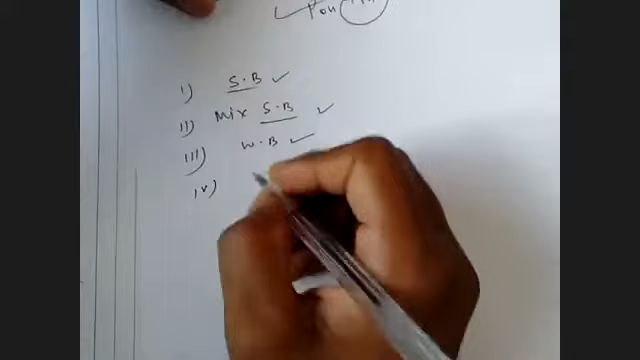 i) S.B ✓
ii) Mix S.B ✓
iii) W.B ✓
iv)